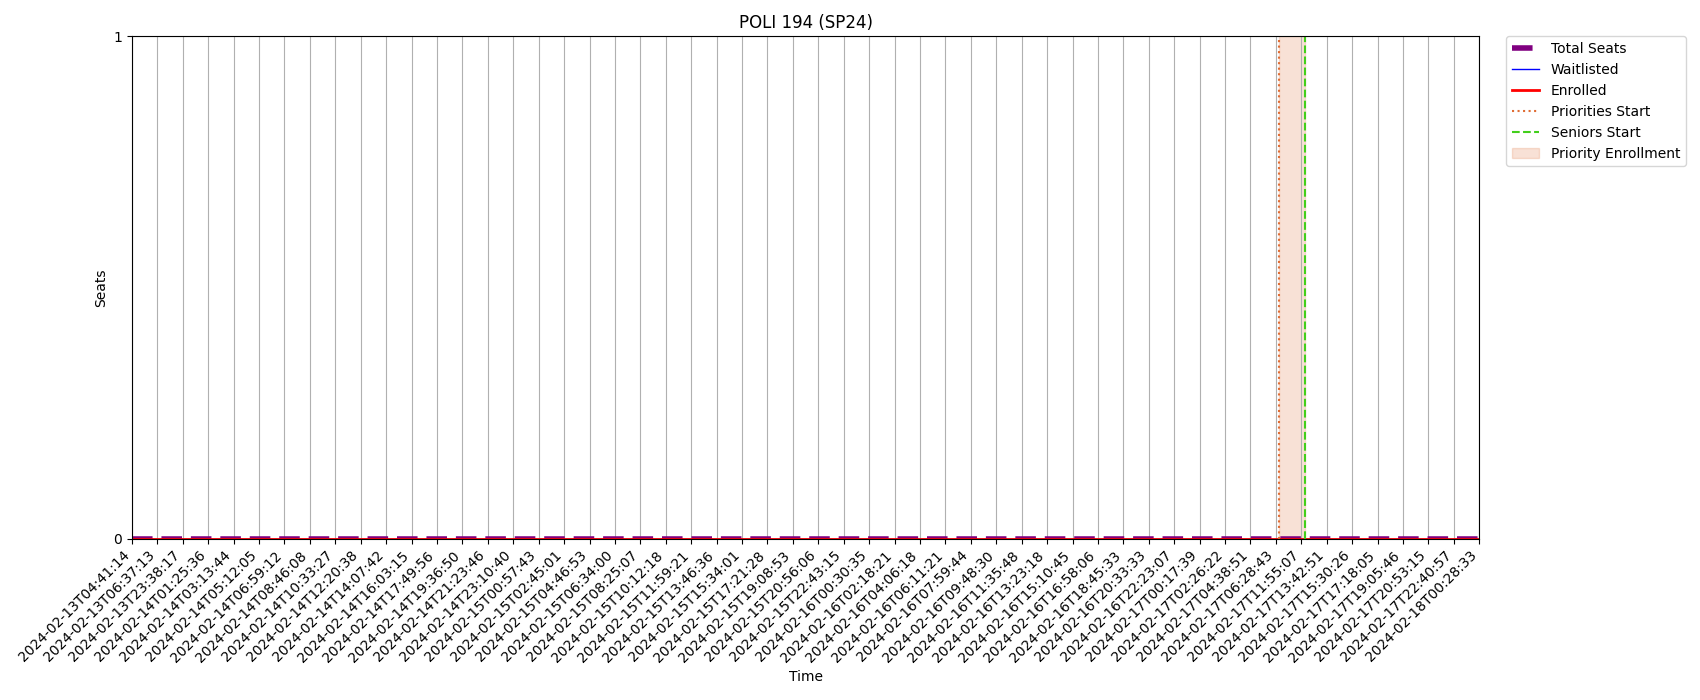 POLI 194 (SP24)
1
0
Seats
Total Seats
Waitlisted
Enrolled
Priorities Start
Seniors Start
Priority Enrollment
2024-02-13T04:41:14
2024-02-13T06:37:13
2024-02-13T23:38:17
2024-02-14T01:25:36
2024-02-14T03:13:44
2024-02-14T05:12:05
2024-02-14T06:59:12
2024-02-14T08:46:08
2024-02-14T10:33:27
2024-02-14T12:20:38
2024-02-14T14:07:42
2024-02-14T16:03:15
2024-02-14T17:49:56
2024-02-14T19:36:50
2024-02-14T21:23:46
2024-02-14T23:10:40
2024-02-15T00:57:43
2024-02-15T02:45:01
2024-02-15T04:46:53
2024-02-15T06:34:00
2024-02-15T08:25:07
2024-02-15T10:12:18
2024-02-15T11:59:21
2024-02-15T13:46:36
2024-02-15T15:34:01
2024-02-15T17:21:28
2024-02-15T19:08:53
2024-02-15T20:56:06
2024-02-15T22:43:15
2024-02-16T00:30:35
2024-02-16T02:18:21
2024-02-16T04:06:18
2024-02-16T06:11:21
2024-02-16T07:59:44
2024-02-16T09:48:30
2024-02-16T11:35:48
2024-02-16T13:23:18
2024-02-16T15:10:45
2024-02-16T16:58:06
2024-02-16T18:45:33
2024-02-16T20:33:33
2024-02-16T22:23:07
2024-02-17T00:17:39
2024-02-17T02:26:22
2024-02-17T04:38:51
2024-02-17T06:28:43
2024-02-17T11:55:07
2024-02-17T13:42:51
2024-02-17T15:30:26
2024-02-17T17:18:05
2024-02-17T19:05:46
2024-02-17T20:53:15
2024-02-17T22:40:57
2024-02-18T00:28:33
Time